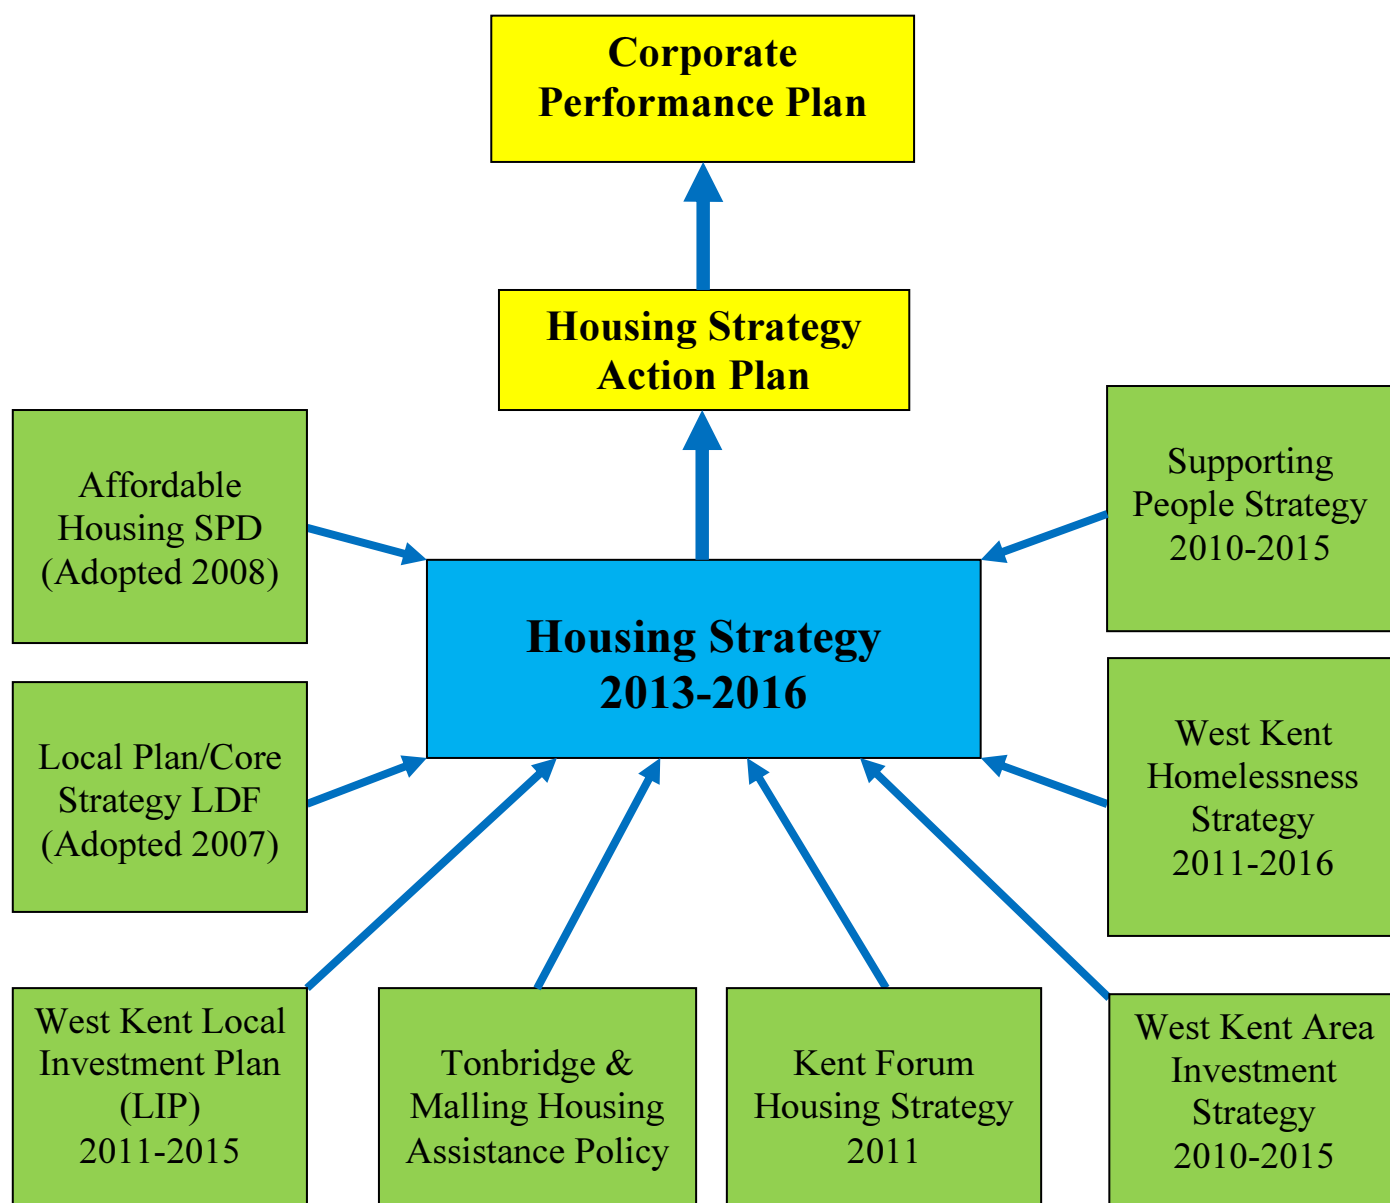 Corporate
Performance Plan
Housing Strategy
Action Plan
Affordable
Housing SPD
(Adopted 2008)
Supporting
People Strategy
2010-2015
Housing Strategy
2013-2016
Local Plan/Core
Strategy LDF
(Adopted 2007)
West Kent
Homelessness
Strategy
2011-2016
West Kent Local
Investment Plan
(LIP)
2011-2015
Tonbridge &
Malling Housing
Assistance Policy
Kent Forum
Housing Strategy
2011
West Kent Area
Investment
Strategy
2010-2015